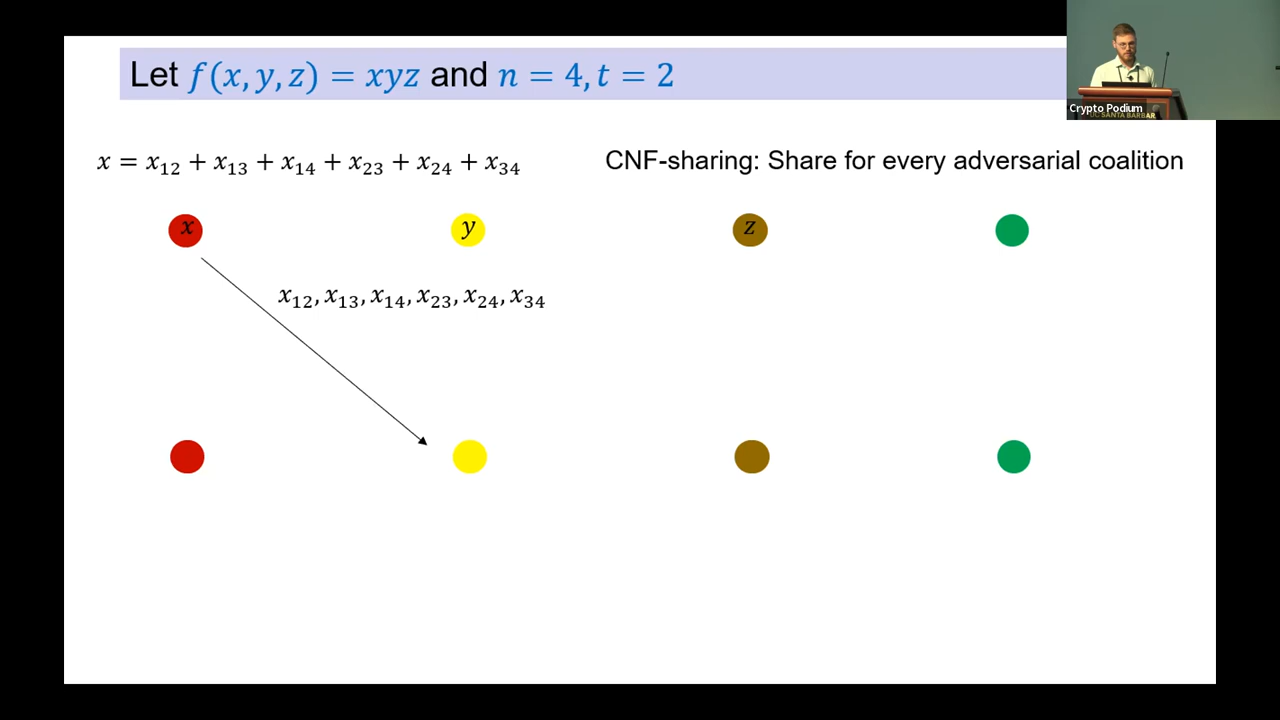 Let f(x, y, z) = xyz and n = 4, t = 2
Crypto Podium
UC SANTA BARBAR
x = x₁₂ + x₁₃ + x₁₄ + x₂₃ + x₂₄ + x₃₄
CNF-sharing: Share for every adversarial coalition
x
y
z
x₁₂, x₁₃, x₁₄, x₂₃, x₂₄, x₃₄